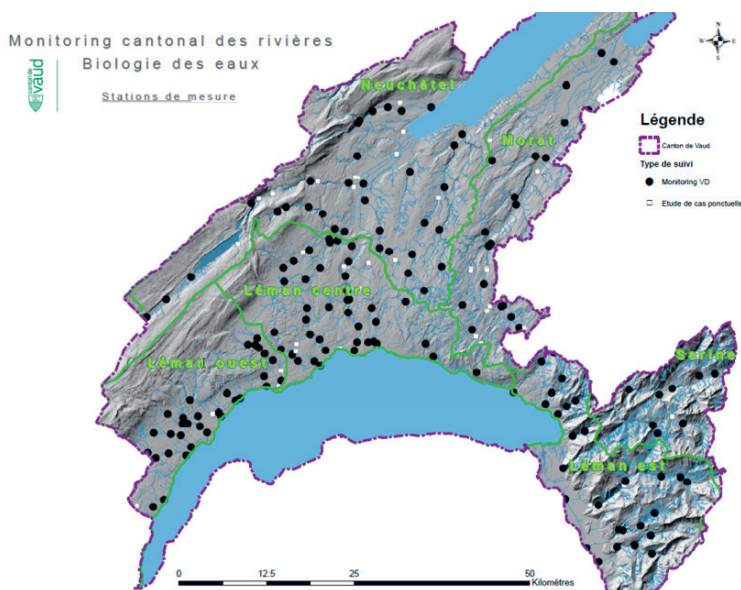 Monitoring cantonal des rivières
Biologie des eaux
canton de
vaud
Stations de mesure
N
W
E
S
Neuchâtel
Morat
Légende
Canton de Vaud
Type de suivi
Monitoring VD
Etude de cas ponctuelle
Léman centre
Léman ouest
Sarine
Léman est
0
12.5
25
50
Kilomètres